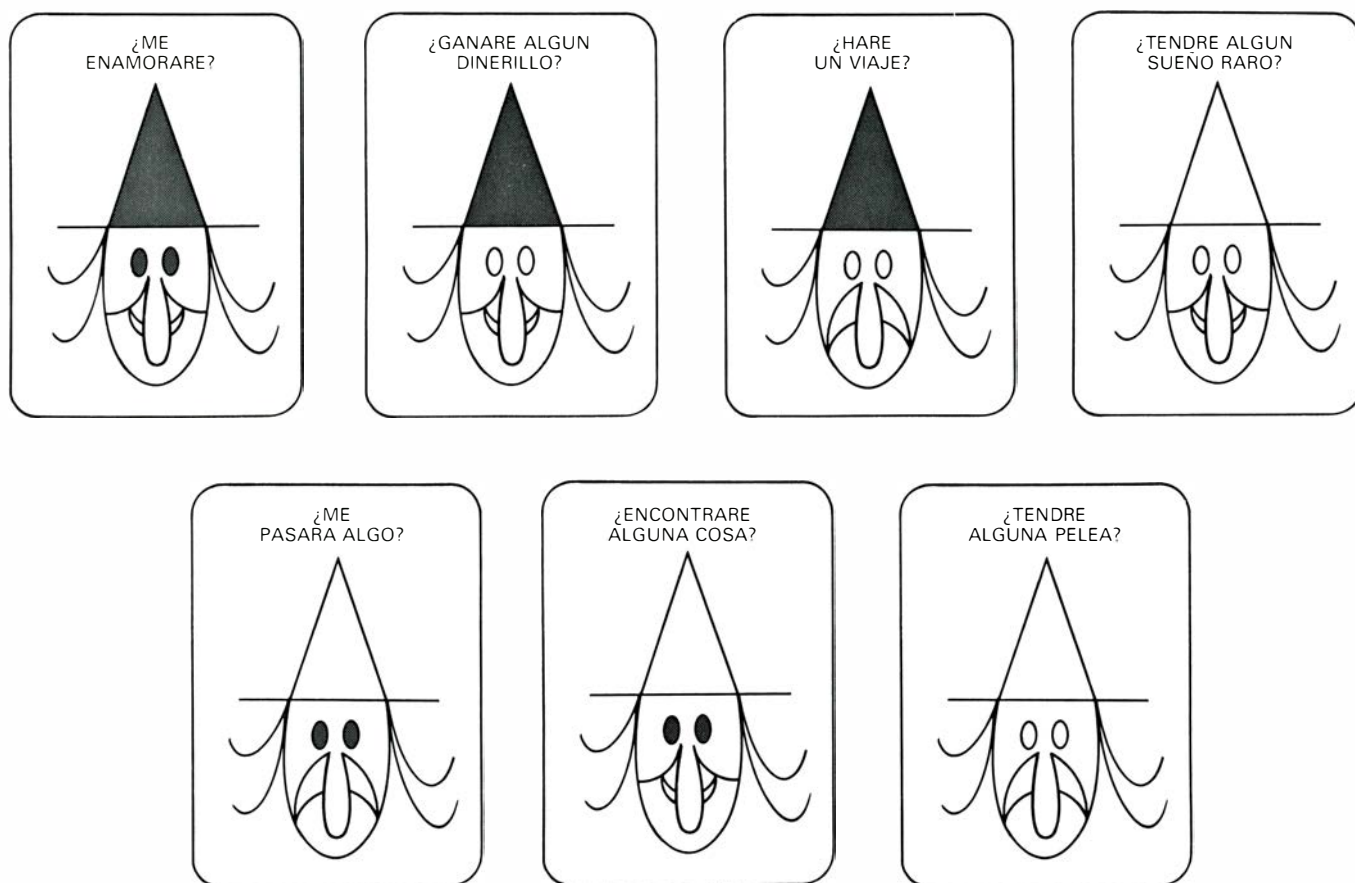 ¿ME
ENAMORARE?
¿GANARE ALGUN
DINERILLO?
¿HARE
UN VIAJE?
¿TENDRE ALGUN
SUEÑO RARO?
¿ME
PASARA ALGO?
¿ENCONTRARE
ALGUNA COSA?
¿TENDRE
ALGUNA PELEA?